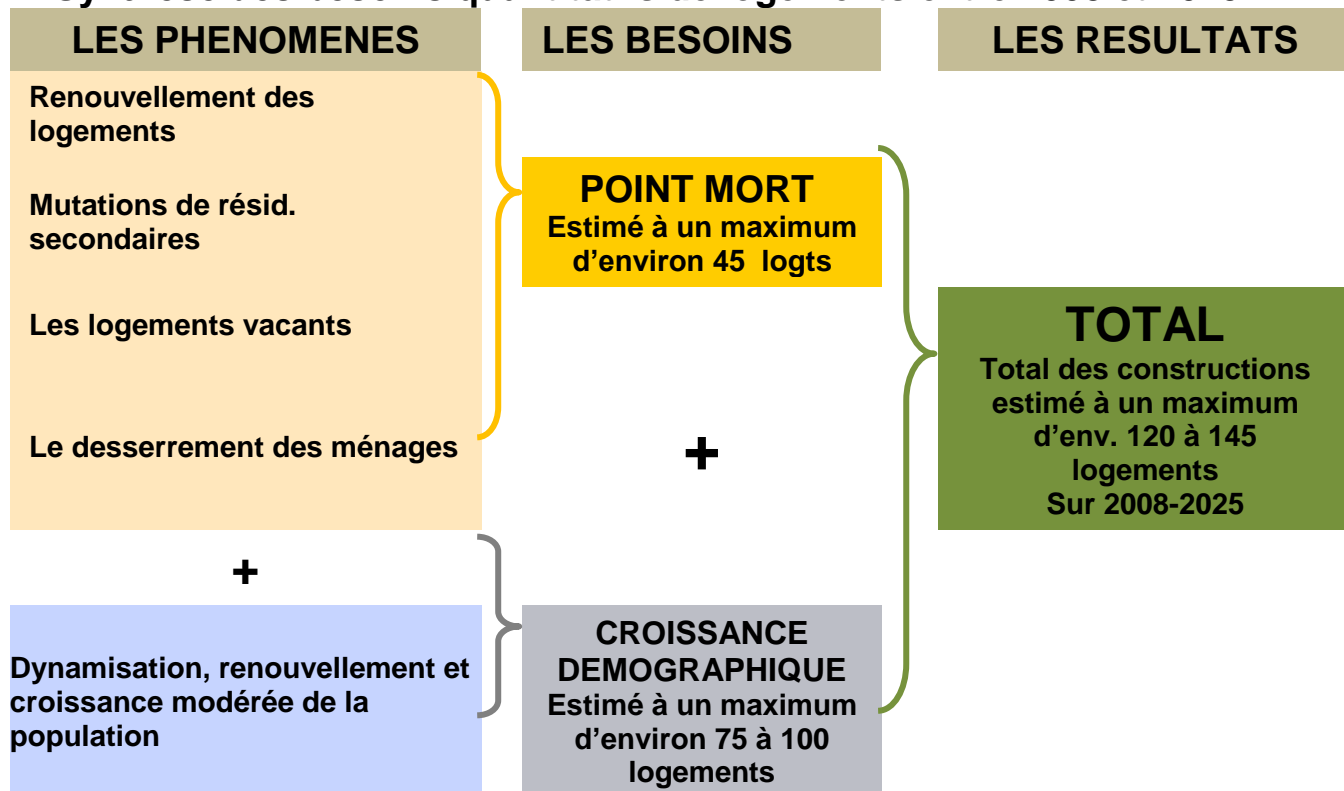 LES PHENOMENES
LES BESOINS
LES RESULTATS
Renouvellement des
logements
Mutations de résid.
secondaires
Les logements vacants
Le desserrement des ménages
+
Dynamisation, renouvellement et
croissance modérée de la
population
POINT MORT
Estimé à un maximum
d’environ 45 logts
+
CROISSANCE
DEMOGRAPHIQUE
Estimé à un maximum
d’environ 75 à 100
logements
TOTAL
Total des constructions
estimé à un maximum
d’env. 120 à 145
logements
Sur 2008-2025